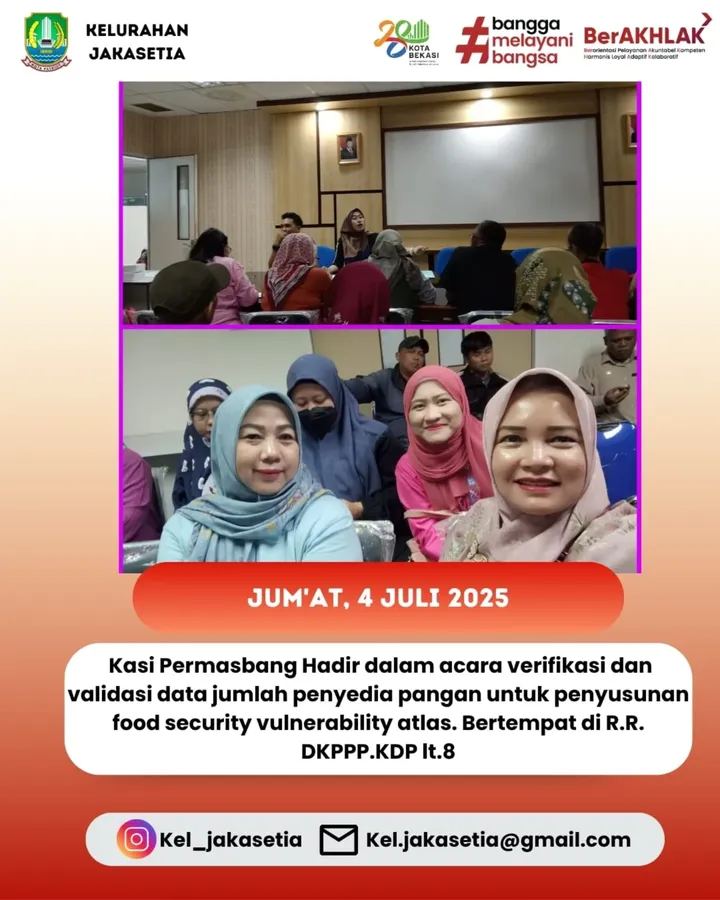 KELURAHAN
JAKASETIA
28
KOTA
BEKASI
#bangga
melayani
bangsa
BerAKHLAK
Berorientasi Pelayanan Akuntabel Kompeten
Harmonis Loyal Adaptif Kolaboratif
JUM'AT, 4 JULI 2025
Kasi Permasbang Hadir dalam acara verifikasi dan
validasi data jumlah penyedia pangan untuk penyusunan
food security vulnerability atlas. Bertempat di R.R.
DKPPP.KDP lt.8
Kel_jakasetia
Kel.jakasetia@gmail.com